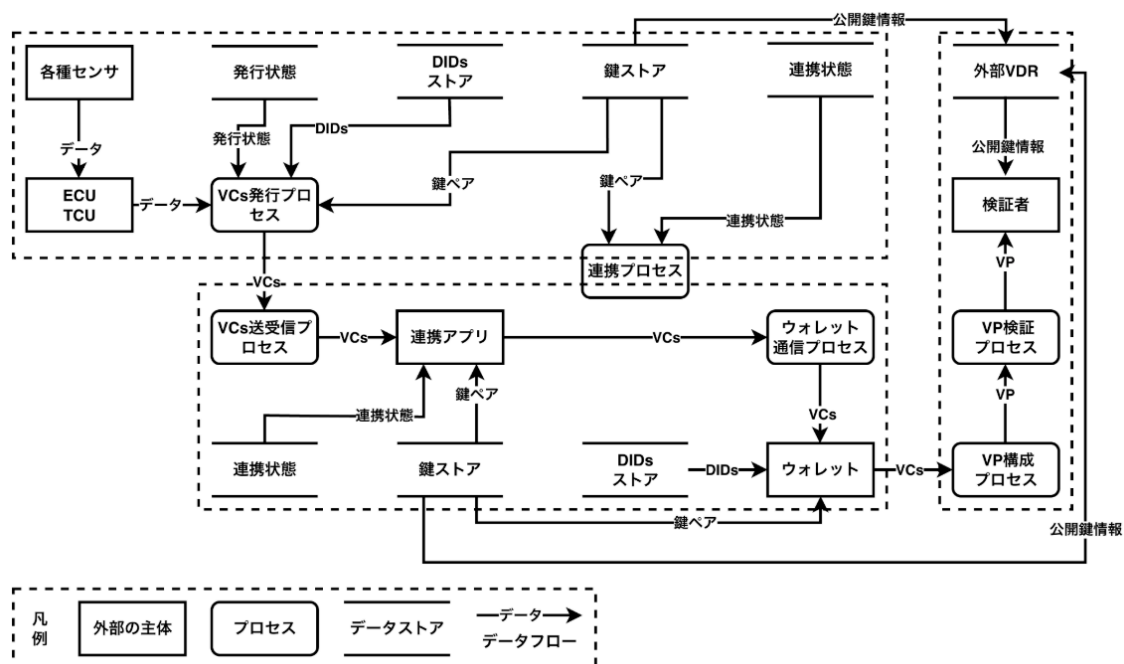 公開鍵情報
各種センサ
発行状態
DIDs
ストア
鍵ストア
連携状態
外部VDR
発行状態
DIDs
データ
公開鍵情報
鍵ペア
鍵ペア
ECU
TCU
データ
VCs発行プロ
セス
連携状態
検証者
連携プロセス
VP
VCs
VCs送受信プ
ロセス
VCs
連携アプリ
VCs
ウォレット
通信プロセス
VP検証
プロセス
鍵ペア
連携状態
VCs
VP
連携状態
鍵ストア
DIDs
ストア
DIDs
ウォレット
VCs
VP構成
プロセス
鍵ペア
公開鍵情報
凡
例
外部の主体
プロセス
データストア
データ
データフロー